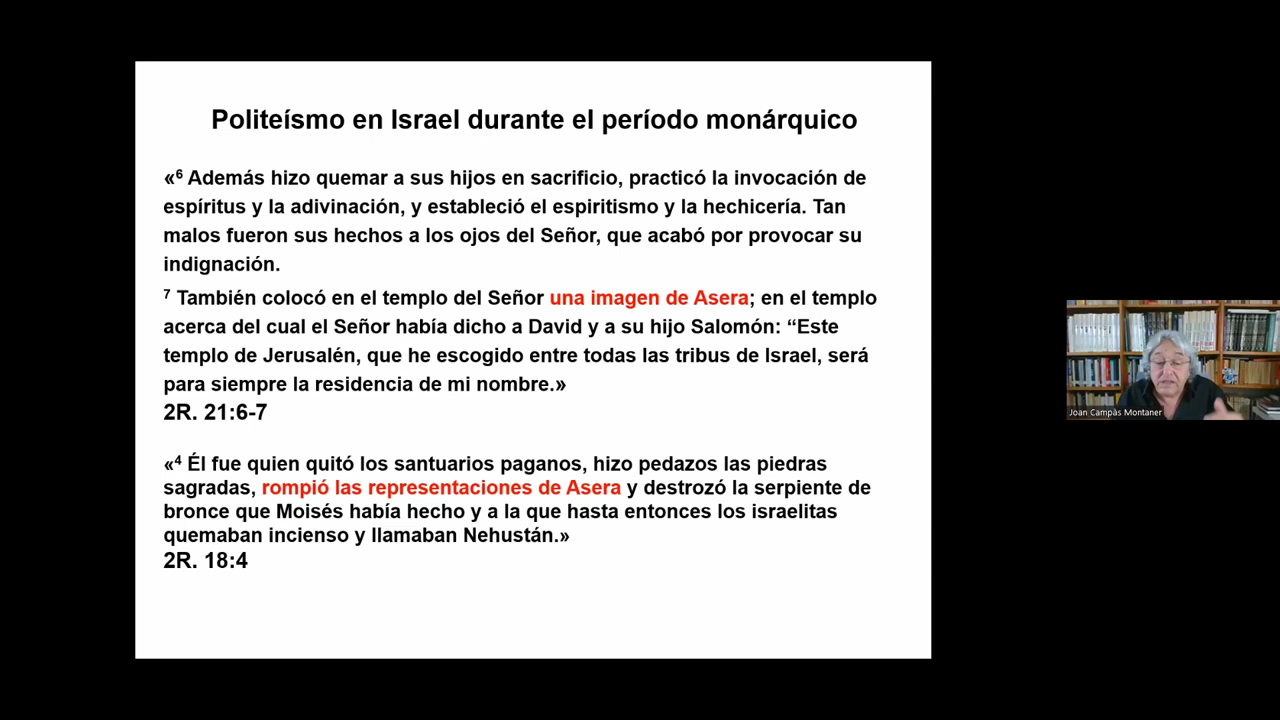 Politeísmo en Israel durante el período monárquico
«⁶ Además hizo quemar a sus hijos en sacrificio, practicó la invocación de
espíritus y la adivinación, y estableció el espiritismo y la hechicería. Tan
malos fueron sus hechos a los ojos del Señor, que acabó por provocar su
indignación.
⁷ También colocó en el templo del Señor una imagen de Asera; en el templo
acerca del cual el Señor había dicho a David y a su hijo Salomón: “Este
templo de Jerusalén, que he escogido entre todas las tribus de Israel, será
para siempre la residencia de mi nombre.»
2R. 21:6-7
«⁴ Él fue quien quitó los santuarios paganos, hizo pedazos las piedras
sagradas, rompió las representaciones de Asera y destrozó la serpiente de
bronce que Moisés había hecho y a la que hasta entonces los israelitas
quemaban incienso y llamaban Nehustán.»
2R. 18:4
Joan Campàs Montaner